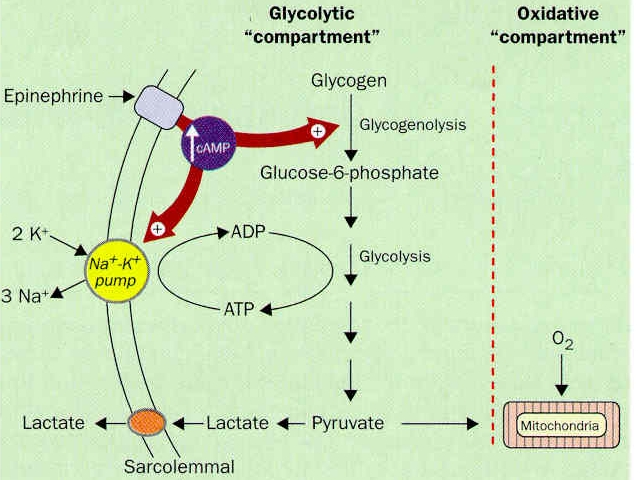 Glycolytic
"compartment"
Oxidative
"compartment"
Epinephrine
Glycogen
cAMP
+
Glycogenolysis
Glucose-6-phosphate
+
2 K+
ADP
Na+-K+
pump
Glycolysis
3 Na+
ATP
O2
Lactate
Lactate
Pyruvate
Mitochondria
Sarcolemmal